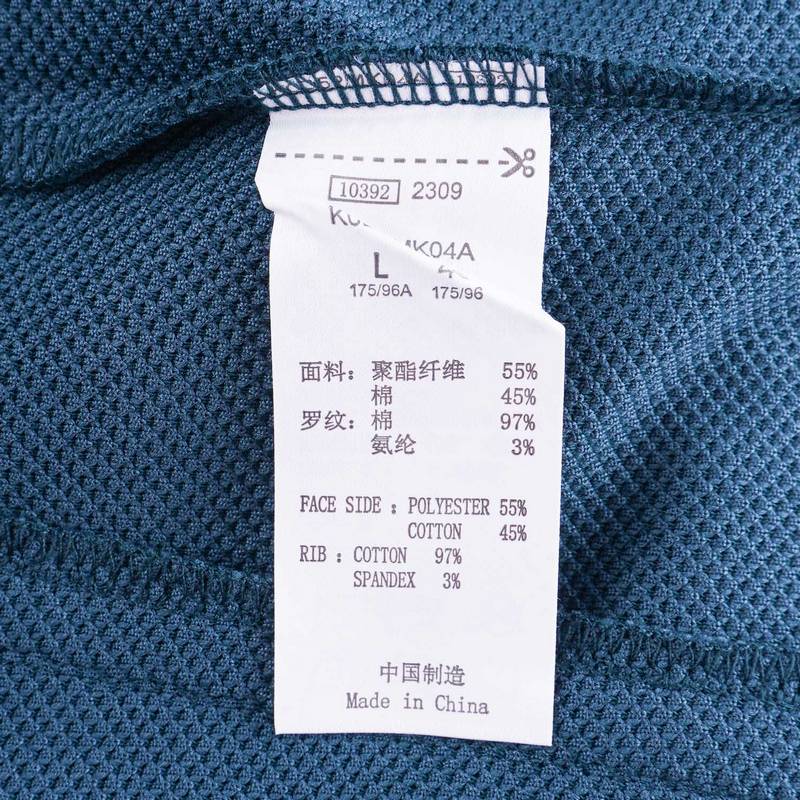 10392 2309
MK04A
L
175/96A 175/96
面料: 聚酯纤维 55%
棉 45%
罗纹: 棉 97%
氨纶 3%
FACE SIDE : POLYESTER 55%
COTTON 45%
RIB : COTTON 97%
SPANDEX 3%
中国制造
Made in China